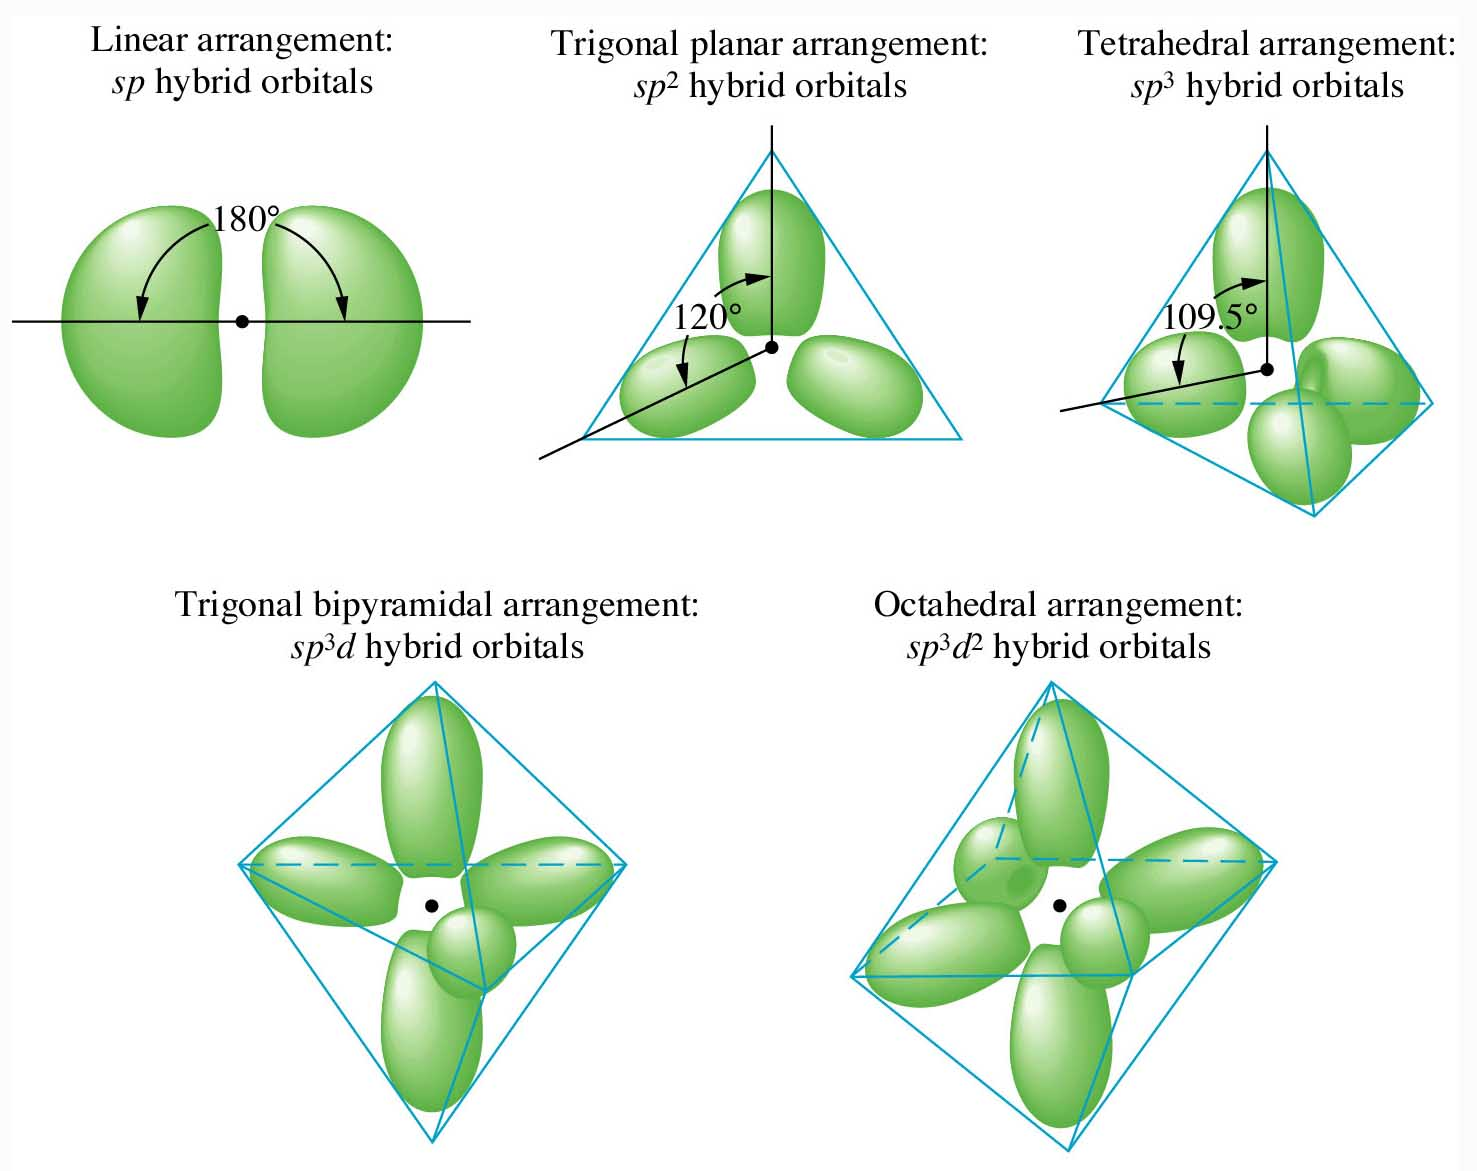 Linear arrangement:
sp hybrid orbitals
Trigonal planar arrangement:
sp² hybrid orbitals
Tetrahedral arrangement:
sp³ hybrid orbitals
180°
120°
109.5°
Trigonal bipyramidal arrangement:
sp³d hybrid orbitals
Octahedral arrangement:
sp³d² hybrid orbitals